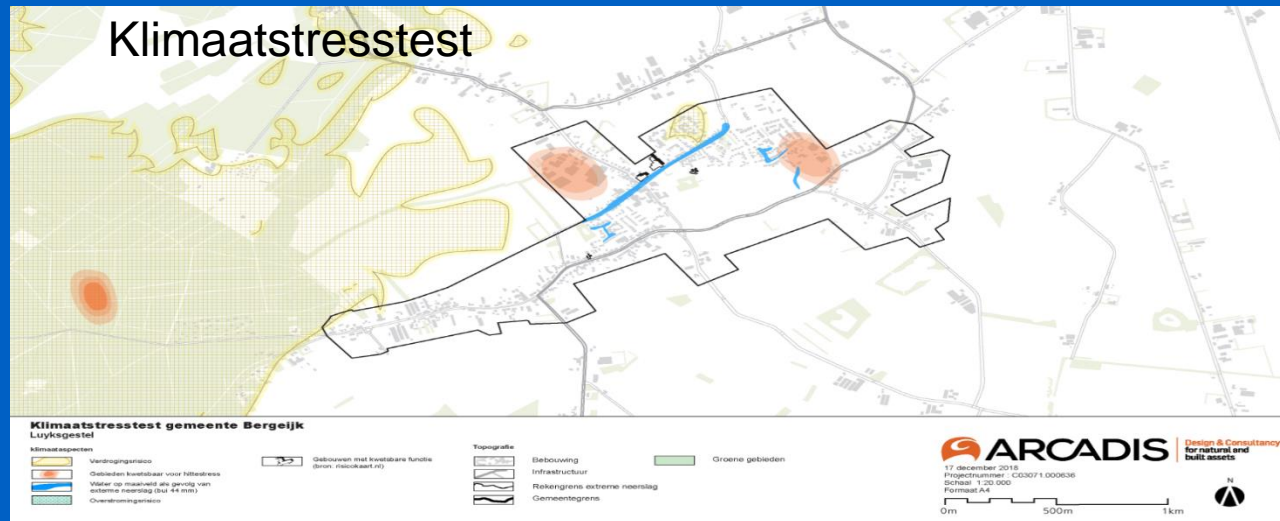 Klimaatstresstest
Klimaatstresstest gemeente Bergeijk
Luyksgestel
klimaataspecten
Verdrogingsrisico
Gebieden kwetsbaar voor hittestress
Water op maaiveld als gevolg van
extreme neerslag (bui 44 mm)
Overstromingsrisico
Gebouwen met kwetsbare functie
(bron: risicokaart.nl)
Topografie
Bebouwing
Infrastructuur
Rekengrens extreme neerslag
Gemeentegrens
Groene gebieden
ARCADIS
Design & Consultancy
for natural and
built assets
17 december 2018
Projectnummer : C03071.000636
Schaal 1:20.000
Formaat A4
0m 500m 1km
N